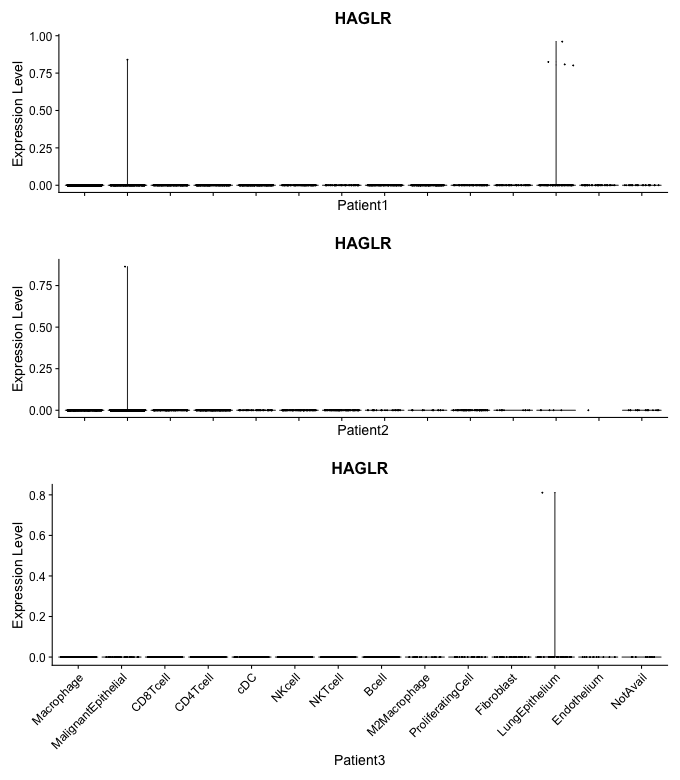 HAGLR
Expression Level
1.00
0.75
0.50
0.25
0.00
Patient1
HAGLR
Expression Level
0.75
0.50
0.25
0.00
Patient2
HAGLR
Expression Level
0.8
0.6
0.4
0.2
0.0
Macrophage
MalignantEpithelial
CD8Tcell
CD4Tcell
cDC
NKcell
NKTcell
Bcell
M2Macrophage
ProliferatingCell
Fibroblast
LungEpithelium
Endothelium
NotAvail
Patient3